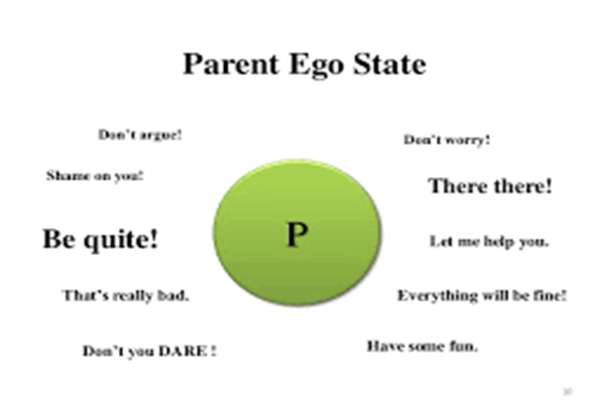 Parent Ego State
Don't argue!
Shame on you!
Be quite!
That's really bad.
Don't you DARE !
P
Don't worry!
There there!
Let me help you.
Everything will be fine!
Have some fun.